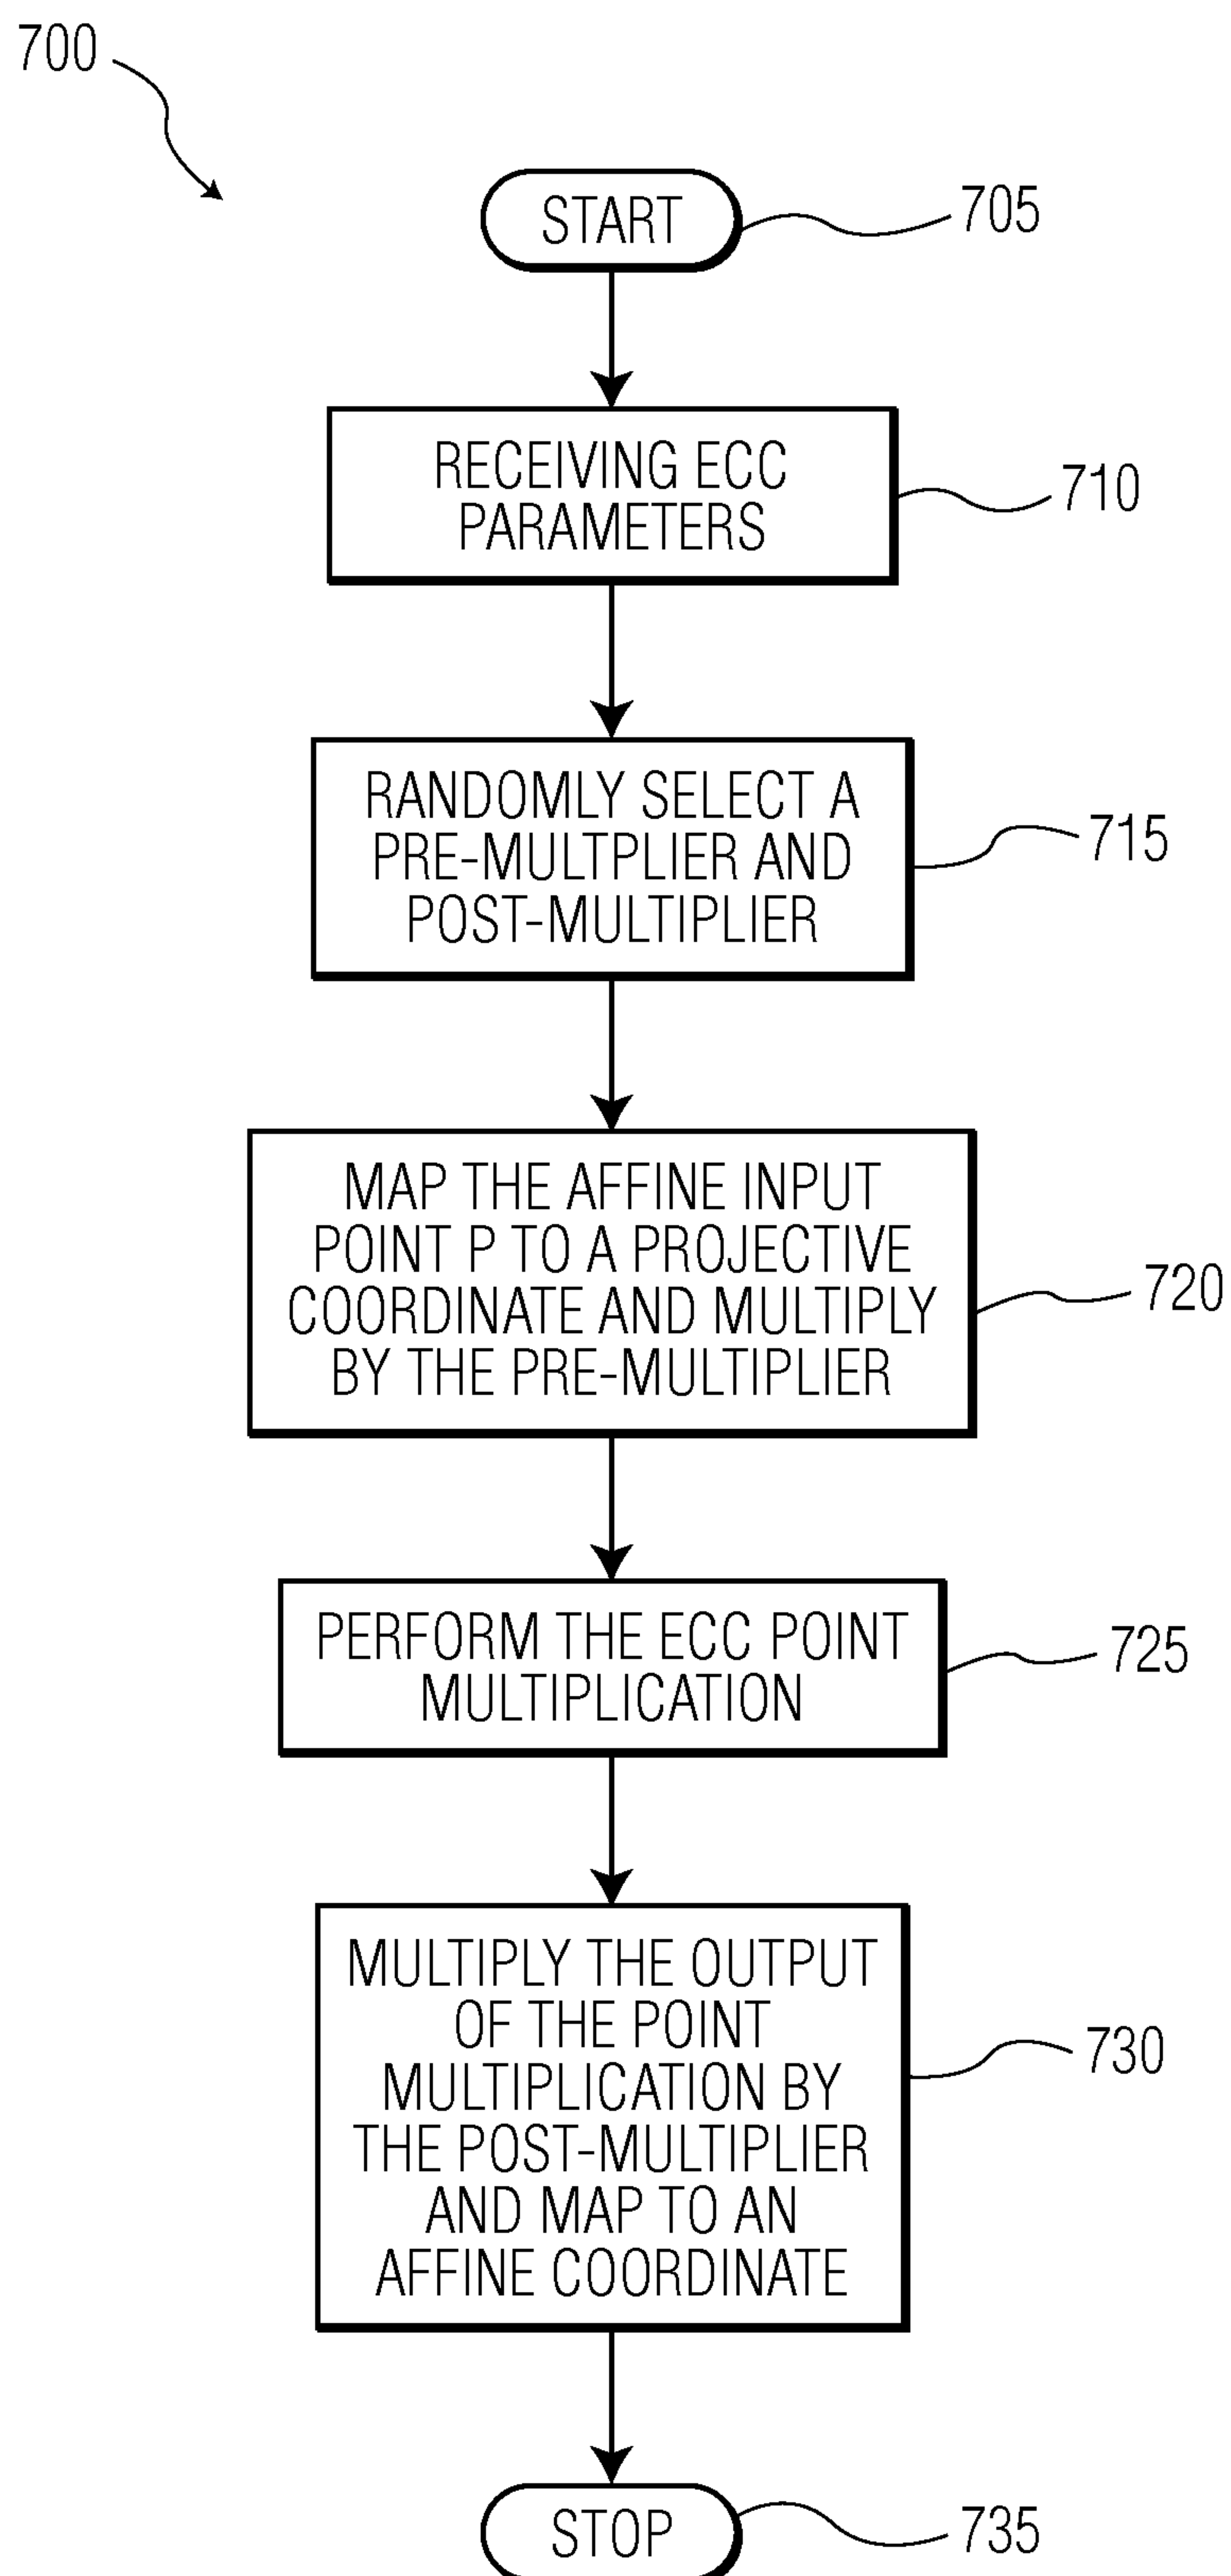 700
START
705
RECEIVING ECC
PARAMETERS
710
RANDOMLY SELECT A
PRE-MULTPLIER AND
POST-MULTIPLIER
715
MAP THE AFFINE INPUT
POINT P TO A PROJECTIVE
COORDINATE AND MULTIPLY
BY THE PRE-MULTIPLIER
720
PERFORM THE ECC POINT
MULTIPLICATION
725
MULTIPLY THE OUTPUT
OF THE POINT
MULTIPLICATION BY
THE POST-MULTIPLIER
AND MAP TO AN
AFFINE COORDINATE
730
STOP
735